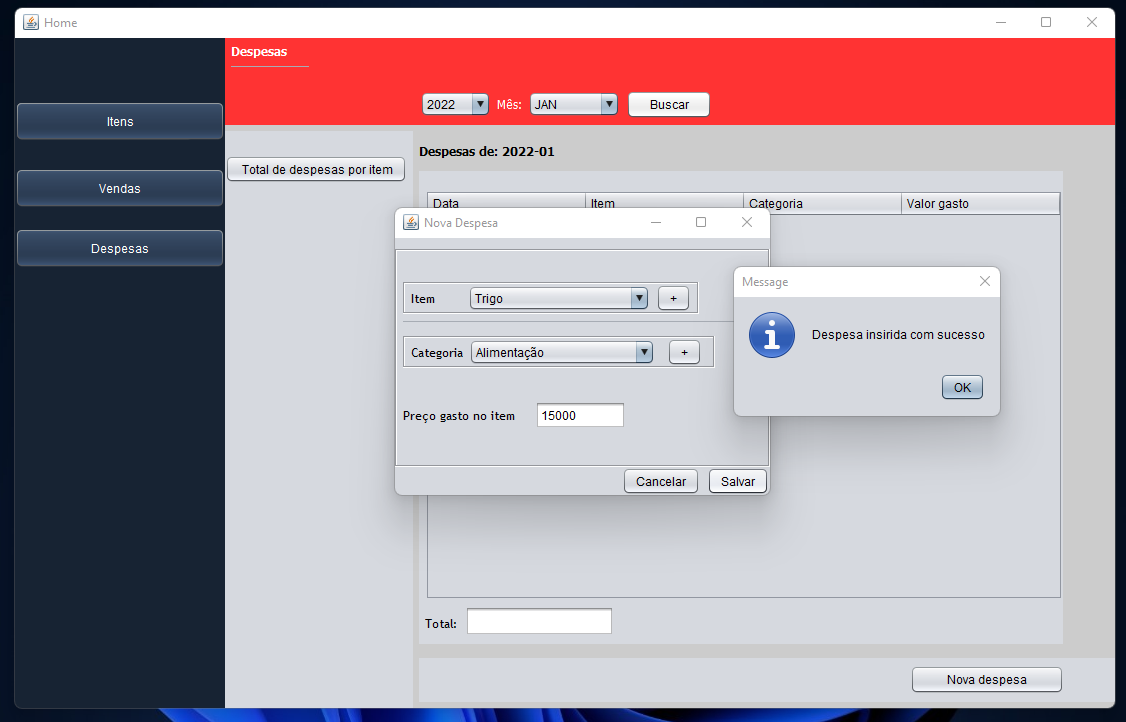 Home
Despesas
2022 Mês: JAN Buscar
Itens
Vendas
Despesas
Total de despesas por item
Despesas de: 2022-01
Data Item Categoria Valor gasto
Nova Despesa
Item Trigo +
Categoria Alimentação +
Preço gasto no item 15000
Cancelar Salvar
Message
Despesa insirida com sucesso
OK
Total:
Nova despesa